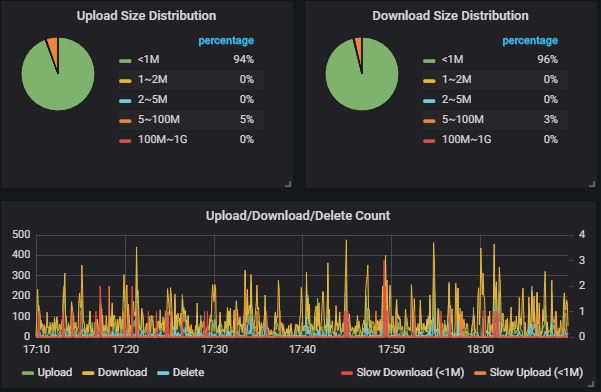 Upload Size Distribution
percentage
<1M 94%
1~2M 0%
2~5M 0%
5~100M 5%
100M~1G 0%
Download Size Distribution
percentage
<1M 96%
1~2M 0%
2~5M 0%
5~100M 3%
100M~1G 0%
Upload/Download/Delete Count
500 4
400 3
300
200 2
100 1
0 0
17:10 17:20 17:30 17:40 17:50 18:00
Upload Download Delete Slow Download (<1M) Slow Upload (<1M)